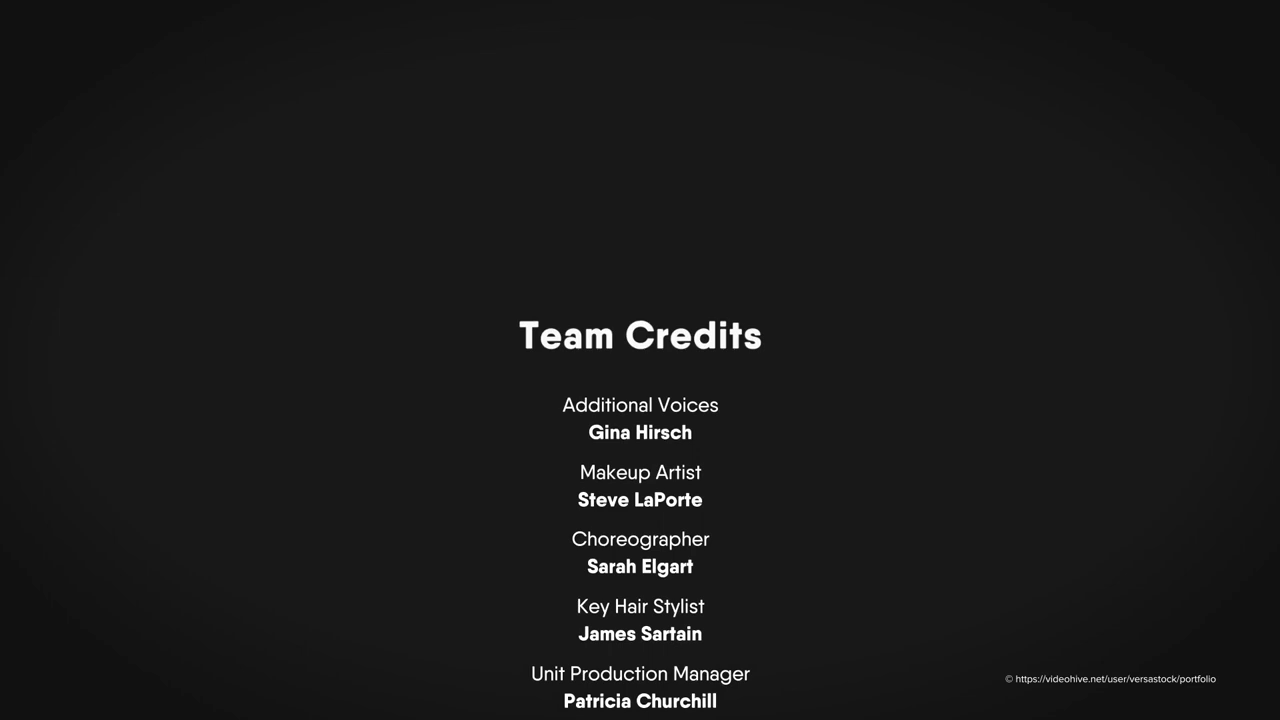 Team Credits
Additional Voices
Gina Hirsch
Makeup Artist
Steve LaPorte
Choreographer
Sarah Elgart
Key Hair Stylist
James Sartain
Unit Production Manager
Patricia Churchill
© https://videohive.net/user/versastock/portfolio